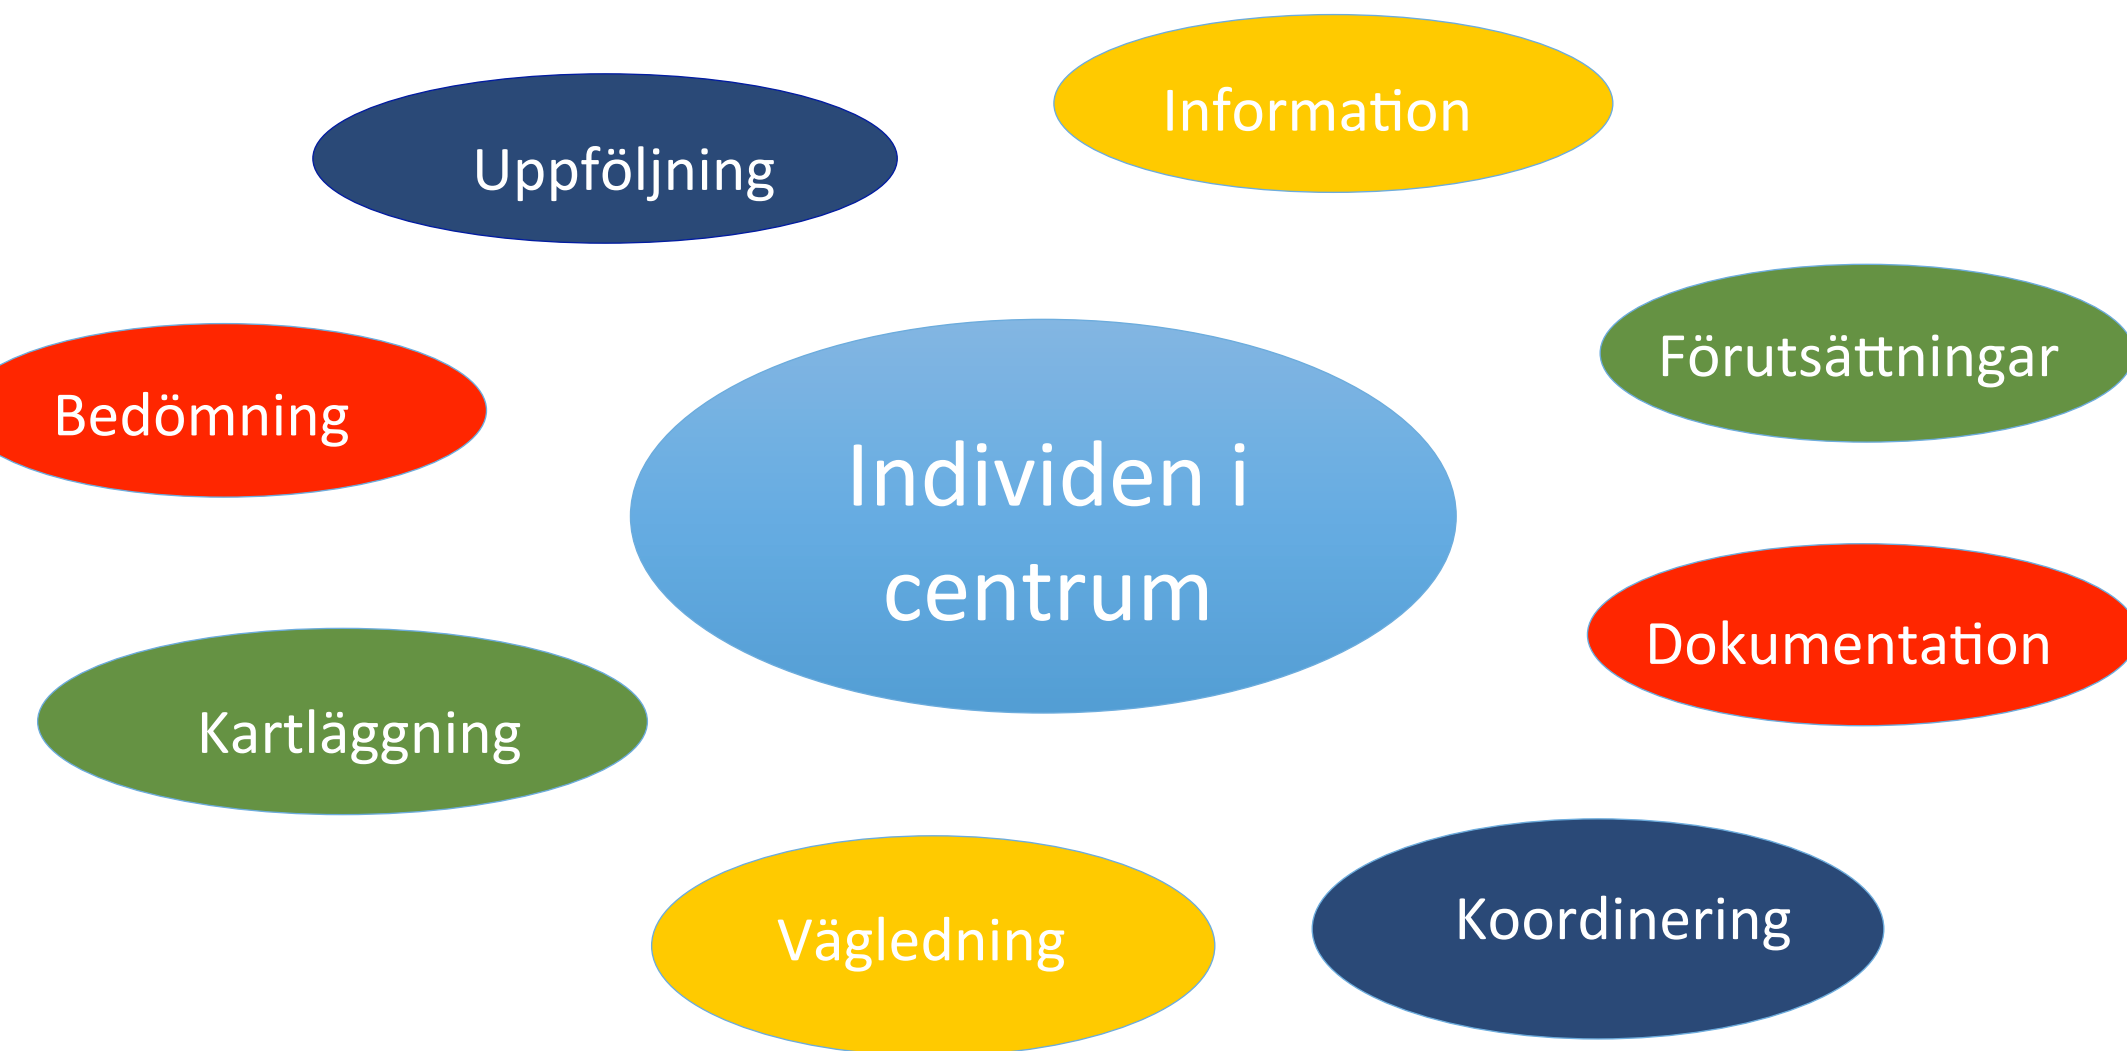 Information
Uppföljning
Förutsättningar
Bedömning
Individen i
centrum
Dokumentation
Kartläggning
Koordinering
Vägledning